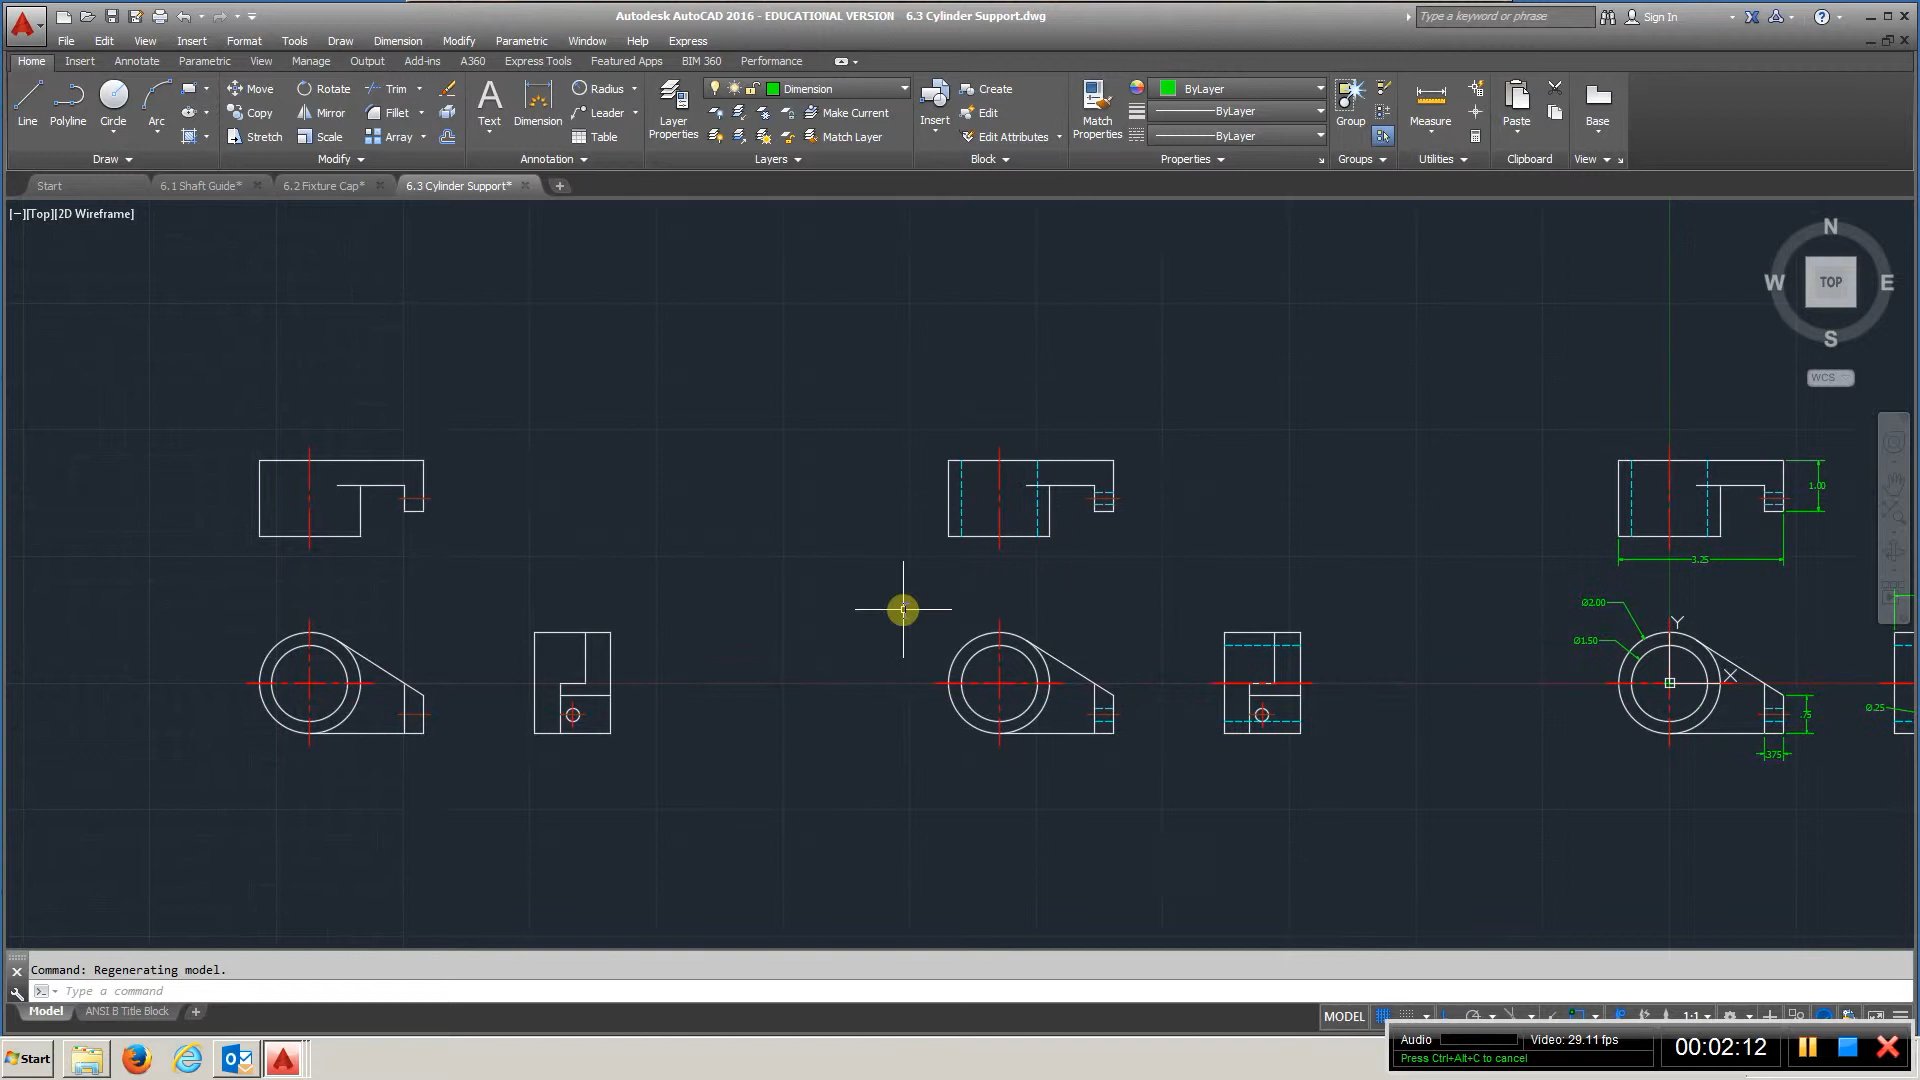 Autodesk AutoCAD 2016 - EDUCATIONAL VERSION 6.3 Cylinder Support.dwg
Type a keyword or phrase
Sign In
File Edit View Insert Format Tools Draw Dimension Modify Parametric Window Help Express
Home Insert Annotate Parametric View Manage Output Add-ins A360 Express Tools Featured Apps BIM 360 Performance
Line Polyline Circle Arc
Move Rotate Trim
Copy Mirror Fillet
Stretch Scale Array
Text Dimension
Radius
Leader
Table
Layer Properties
Dimension
Make Current
Match Layer
Insert
Create
Edit
Edit Attributes
Match Properties
ByLayer
ByLayer
ByLayer
Group
Measure
Paste
Base
Draw Modify Annotation Layers Block Properties Groups Utilities Clipboard View
Start 6.1 Shaft Guide* 6.2 Fixture Cap* 6.3 Cylinder Support*
[−][Top][2D Wireframe]
N
W TOP E
S
WCS
1.00
3.25
Ø2.00
Y
Ø1.50
X
Ø.25
.75
.375
Command: Regenerating model.
Type a command
Model ANSI B Title Block
MODEL
1:1
Audio
Video: 29.11 fps
Press Ctrl+Alt+C to cancel
00:02:12
Start